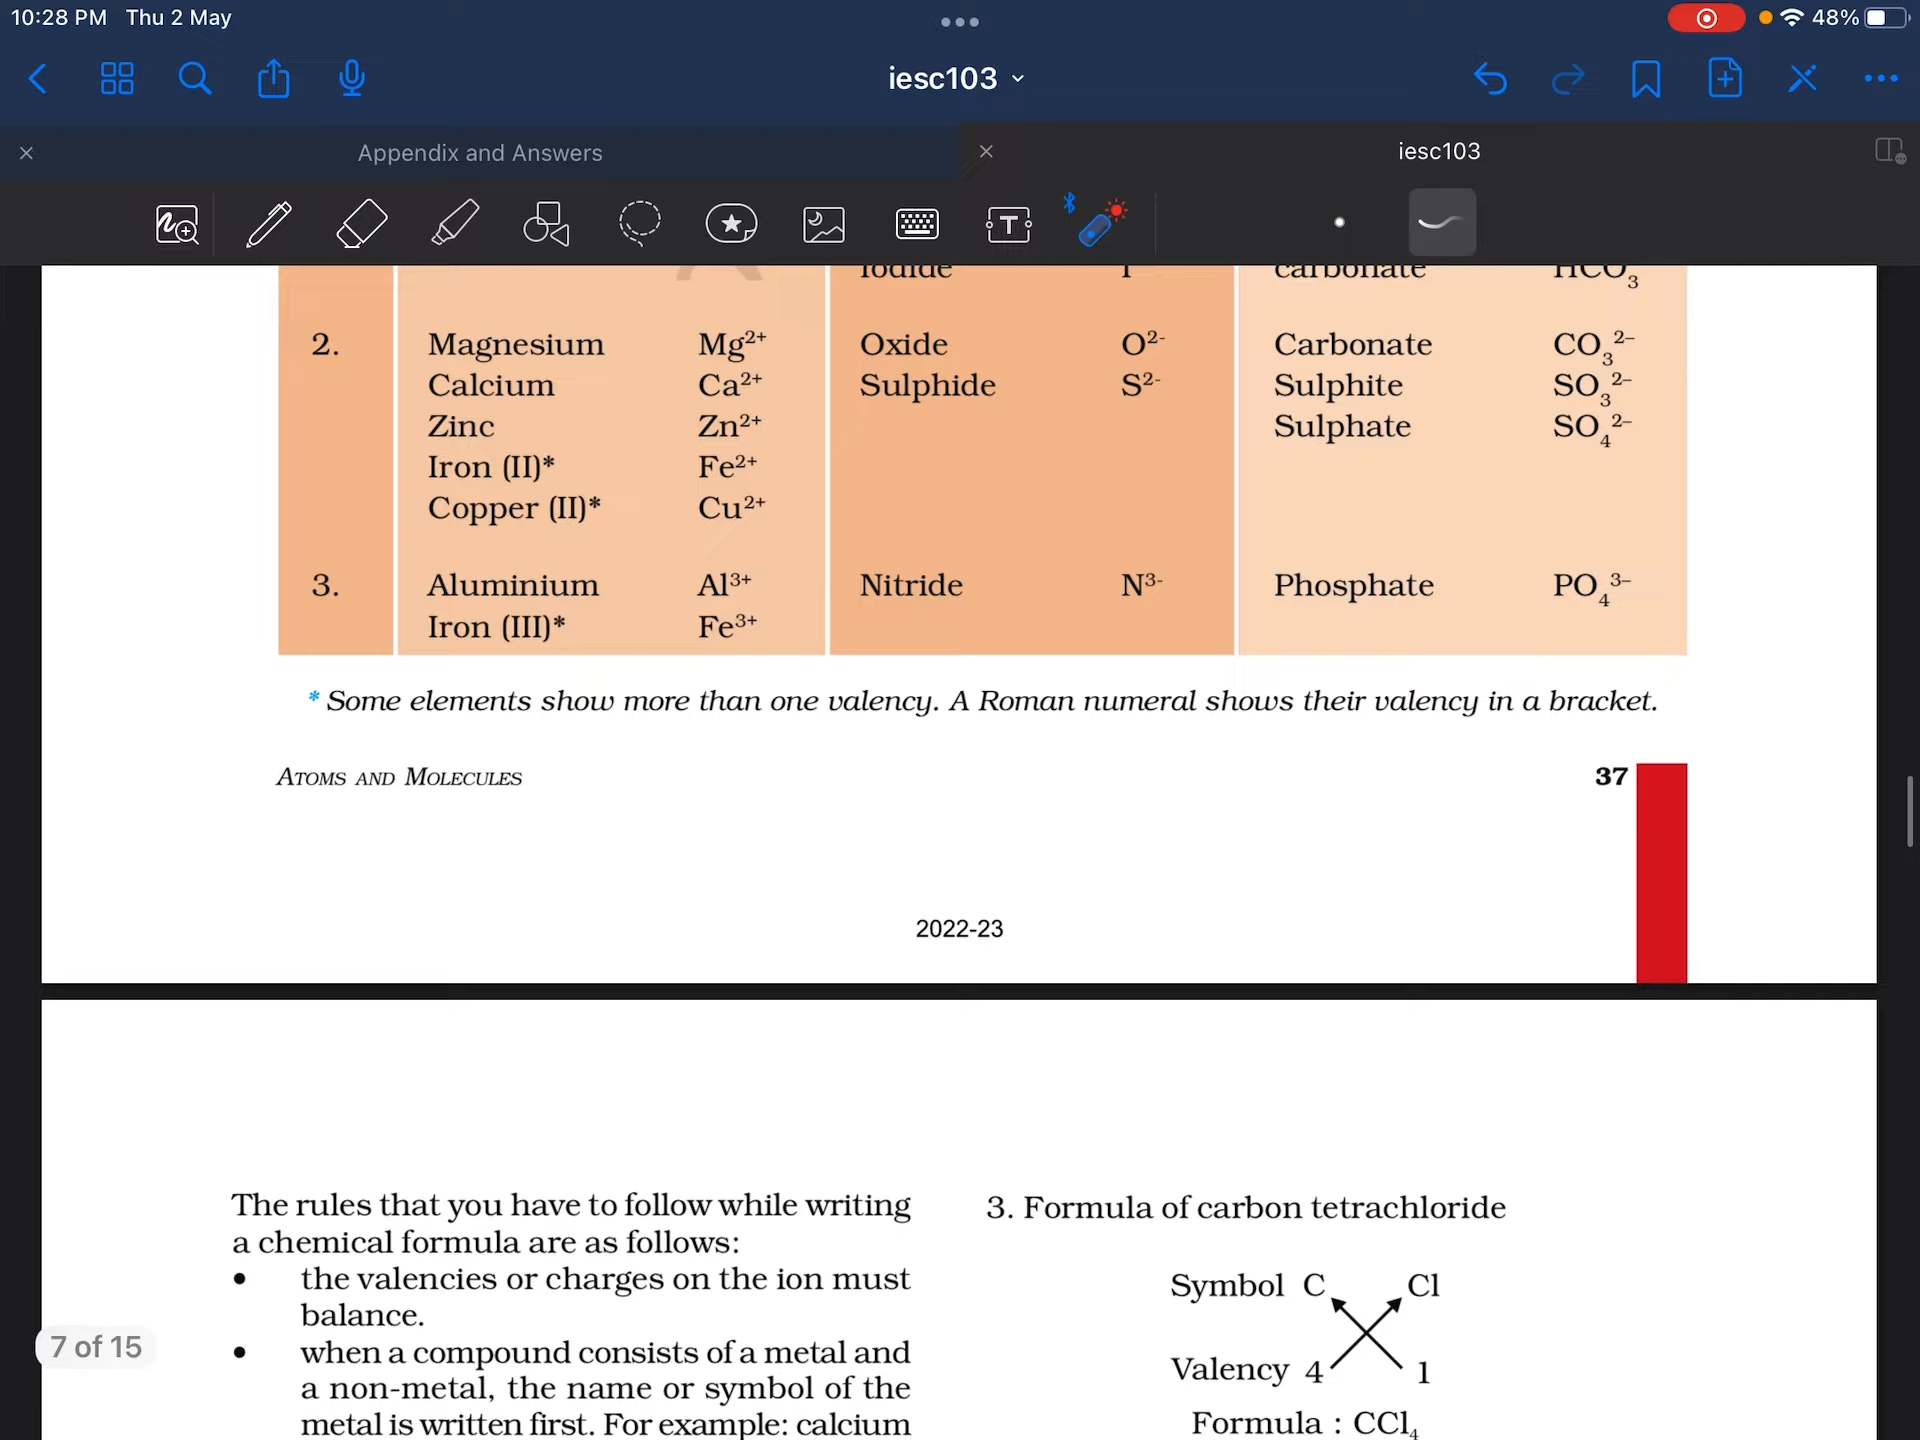 10:28 PM Thu 2 May
48%
iesc103
Appendix and Answers
iesc103
Iodide I⁻ carbonate HCO₃
2. Magnesium Mg²⁺ Oxide O²⁻ Carbonate CO₃²⁻
Calcium Ca²⁺ Sulphide S²⁻ Sulphite SO₃²⁻
Zinc Zn²⁺ Sulphate SO₄²⁻
Iron (II)* Fe²⁺
Copper (II)* Cu²⁺
3. Aluminium Al³⁺ Nitride N³⁻ Phosphate PO₄³⁻
Iron (III)* Fe³⁺
* Some elements show more than one valency. A Roman numeral shows their valency in a bracket.
ATOMS AND MOLECULES 37
2022-23
The rules that you have to follow while writing
a chemical formula are as follows:
• the valencies or charges on the ion must
balance.
• when a compound consists of a metal and
a non-metal, the name or symbol of the
metal is written first. For example: calcium
3. Formula of carbon tetrachloride
Symbol C Cl
Valency 4 1
Formula : CCl₄
7 of 15